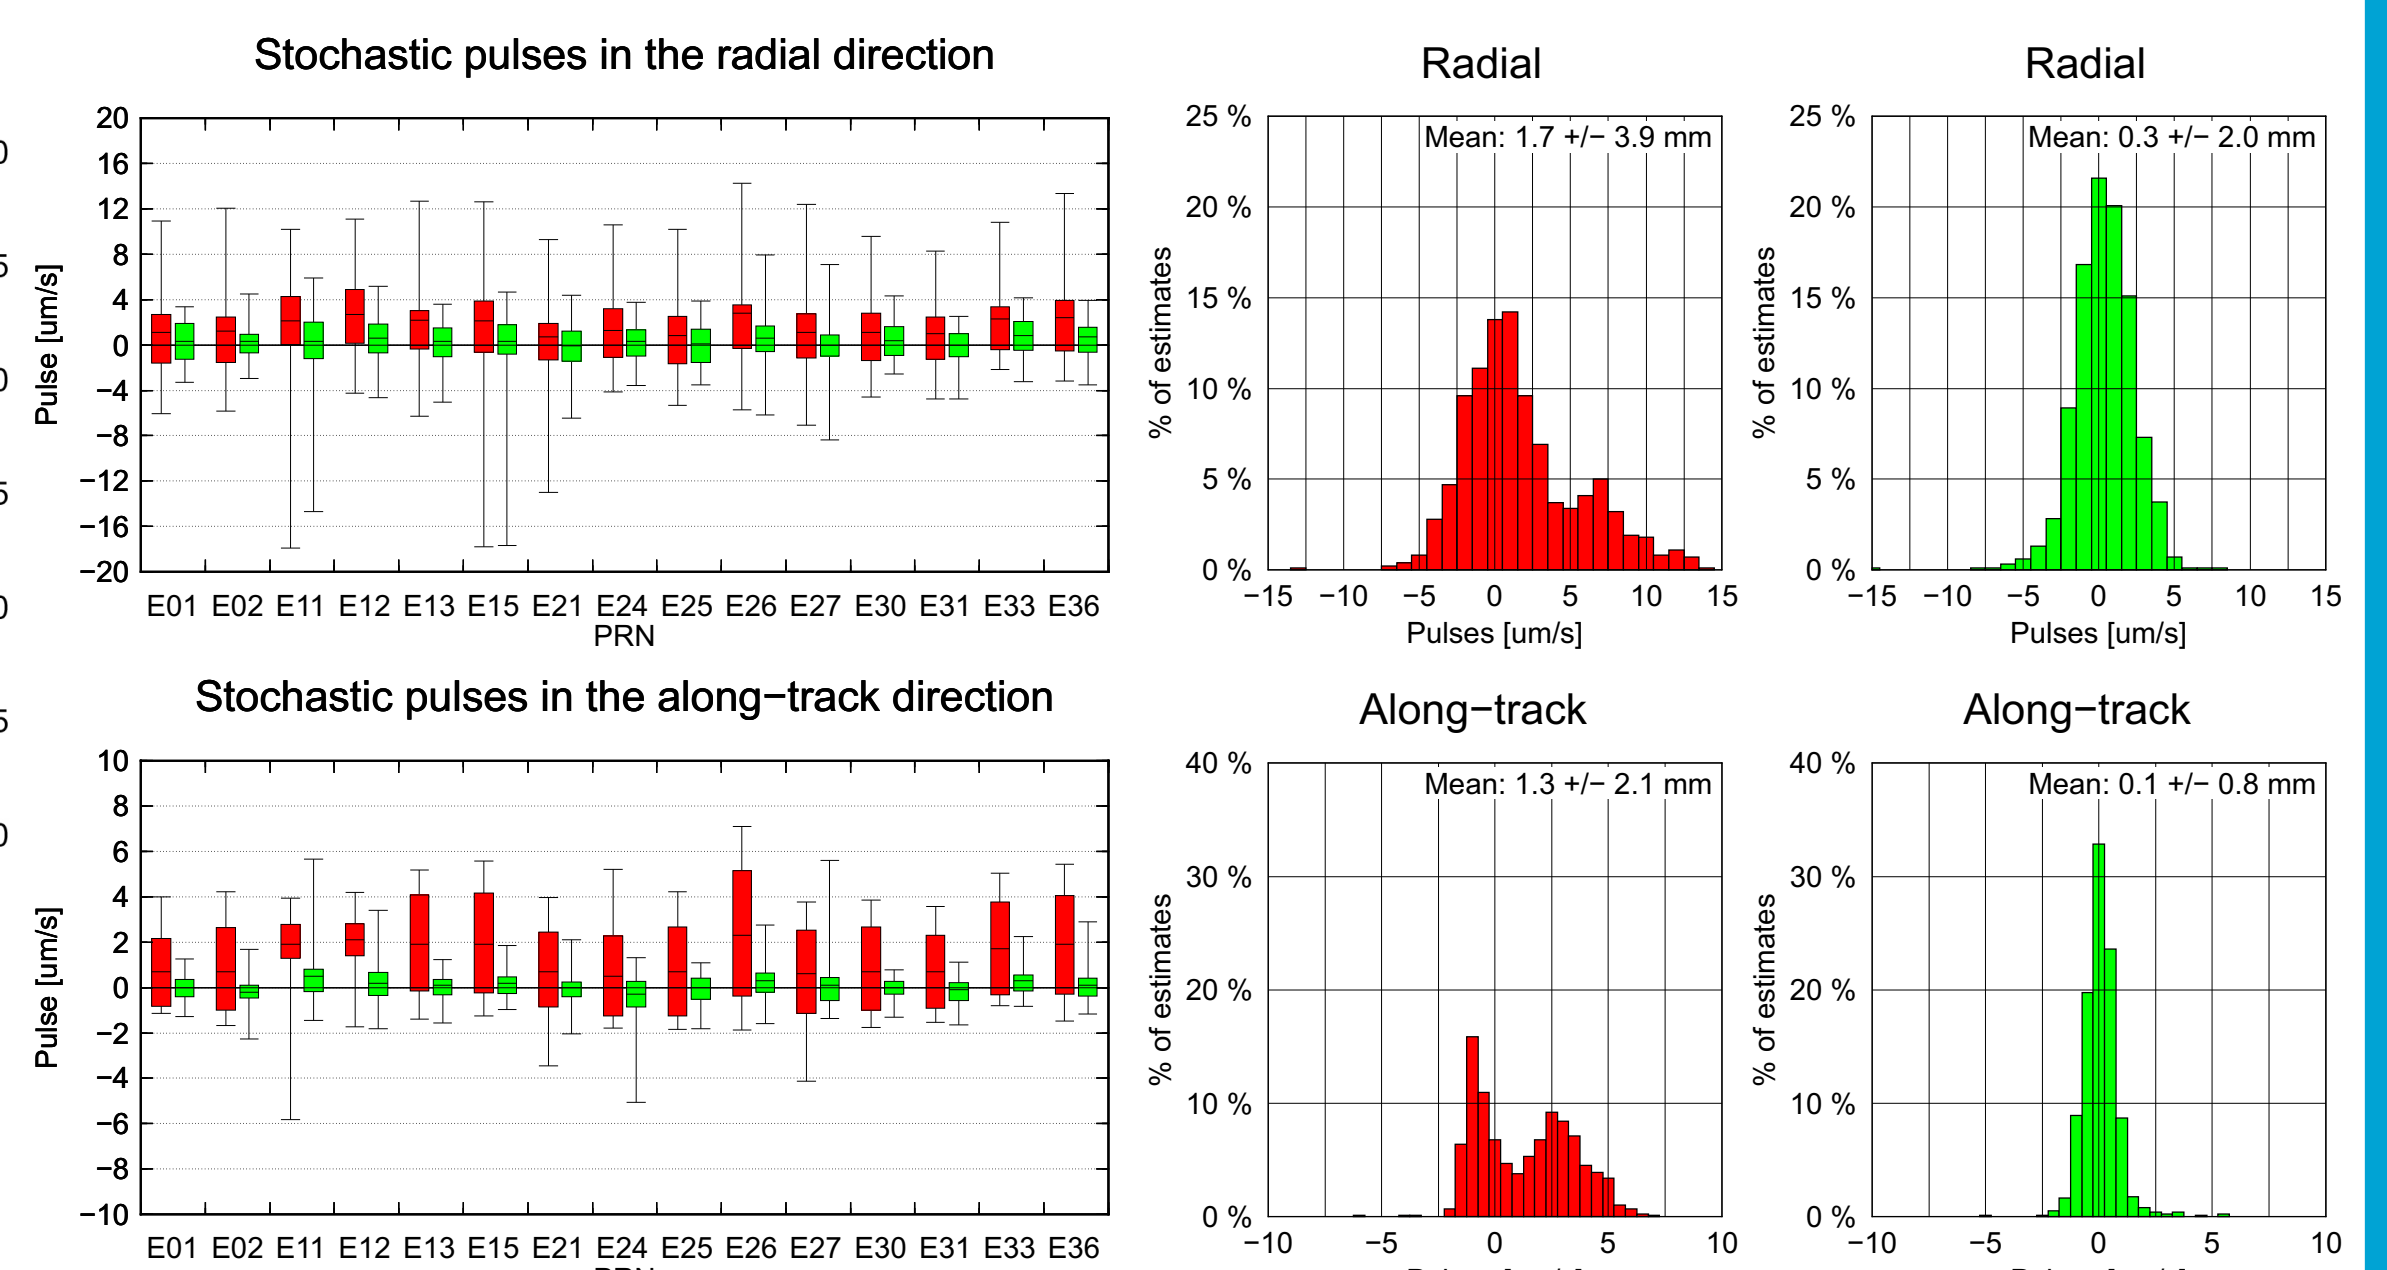 Stochastic pulses in the radial direction
20
16
12
8
4
0
−4
−8
−12
−16
−20
Pulse [um/s]
E01 E02 E11 E12 E13 E15 E21 E24 E25 E26 E27 E30 E31 E33 E36
PRN
Radial
Mean: 1.7 +/− 3.9 mm
25 %
20 %
15 %
10 %
5 %
0 %
% of estimates
−15 −10 −5 0 5 10 15
Pulses [um/s]
Radial
Mean: 0.3 +/− 2.0 mm
25 %
20 %
15 %
10 %
5 %
0 %
% of estimates
−15 −10 −5 0 5 10 15
Pulses [um/s]
Stochastic pulses in the along−track direction
10
8
6
4
2
0
−2
−4
−6
−8
−10
Pulse [um/s]
E01 E02 E11 E12 E13 E15 E21 E24 E25 E26 E27 E30 E31 E33 E36
Along−track
Mean: 1.3 +/− 2.1 mm
40 %
30 %
20 %
10 %
0 %
% of estimates
−10 −5 0 5 10
Along−track
Mean: 0.1 +/− 0.8 mm
40 %
30 %
20 %
10 %
0 %
% of estimates
−10 −5 0 5 10